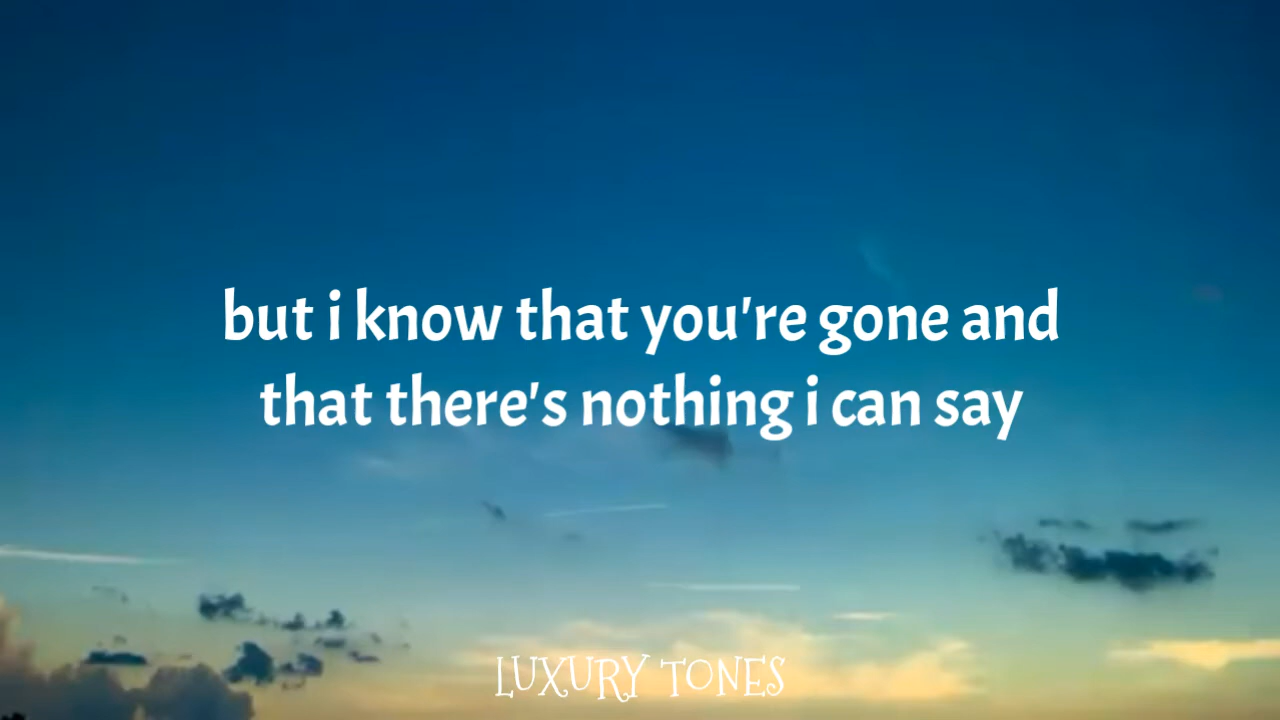 but i know that you're gone and
that there's nothing i can say
LUXURY TONES